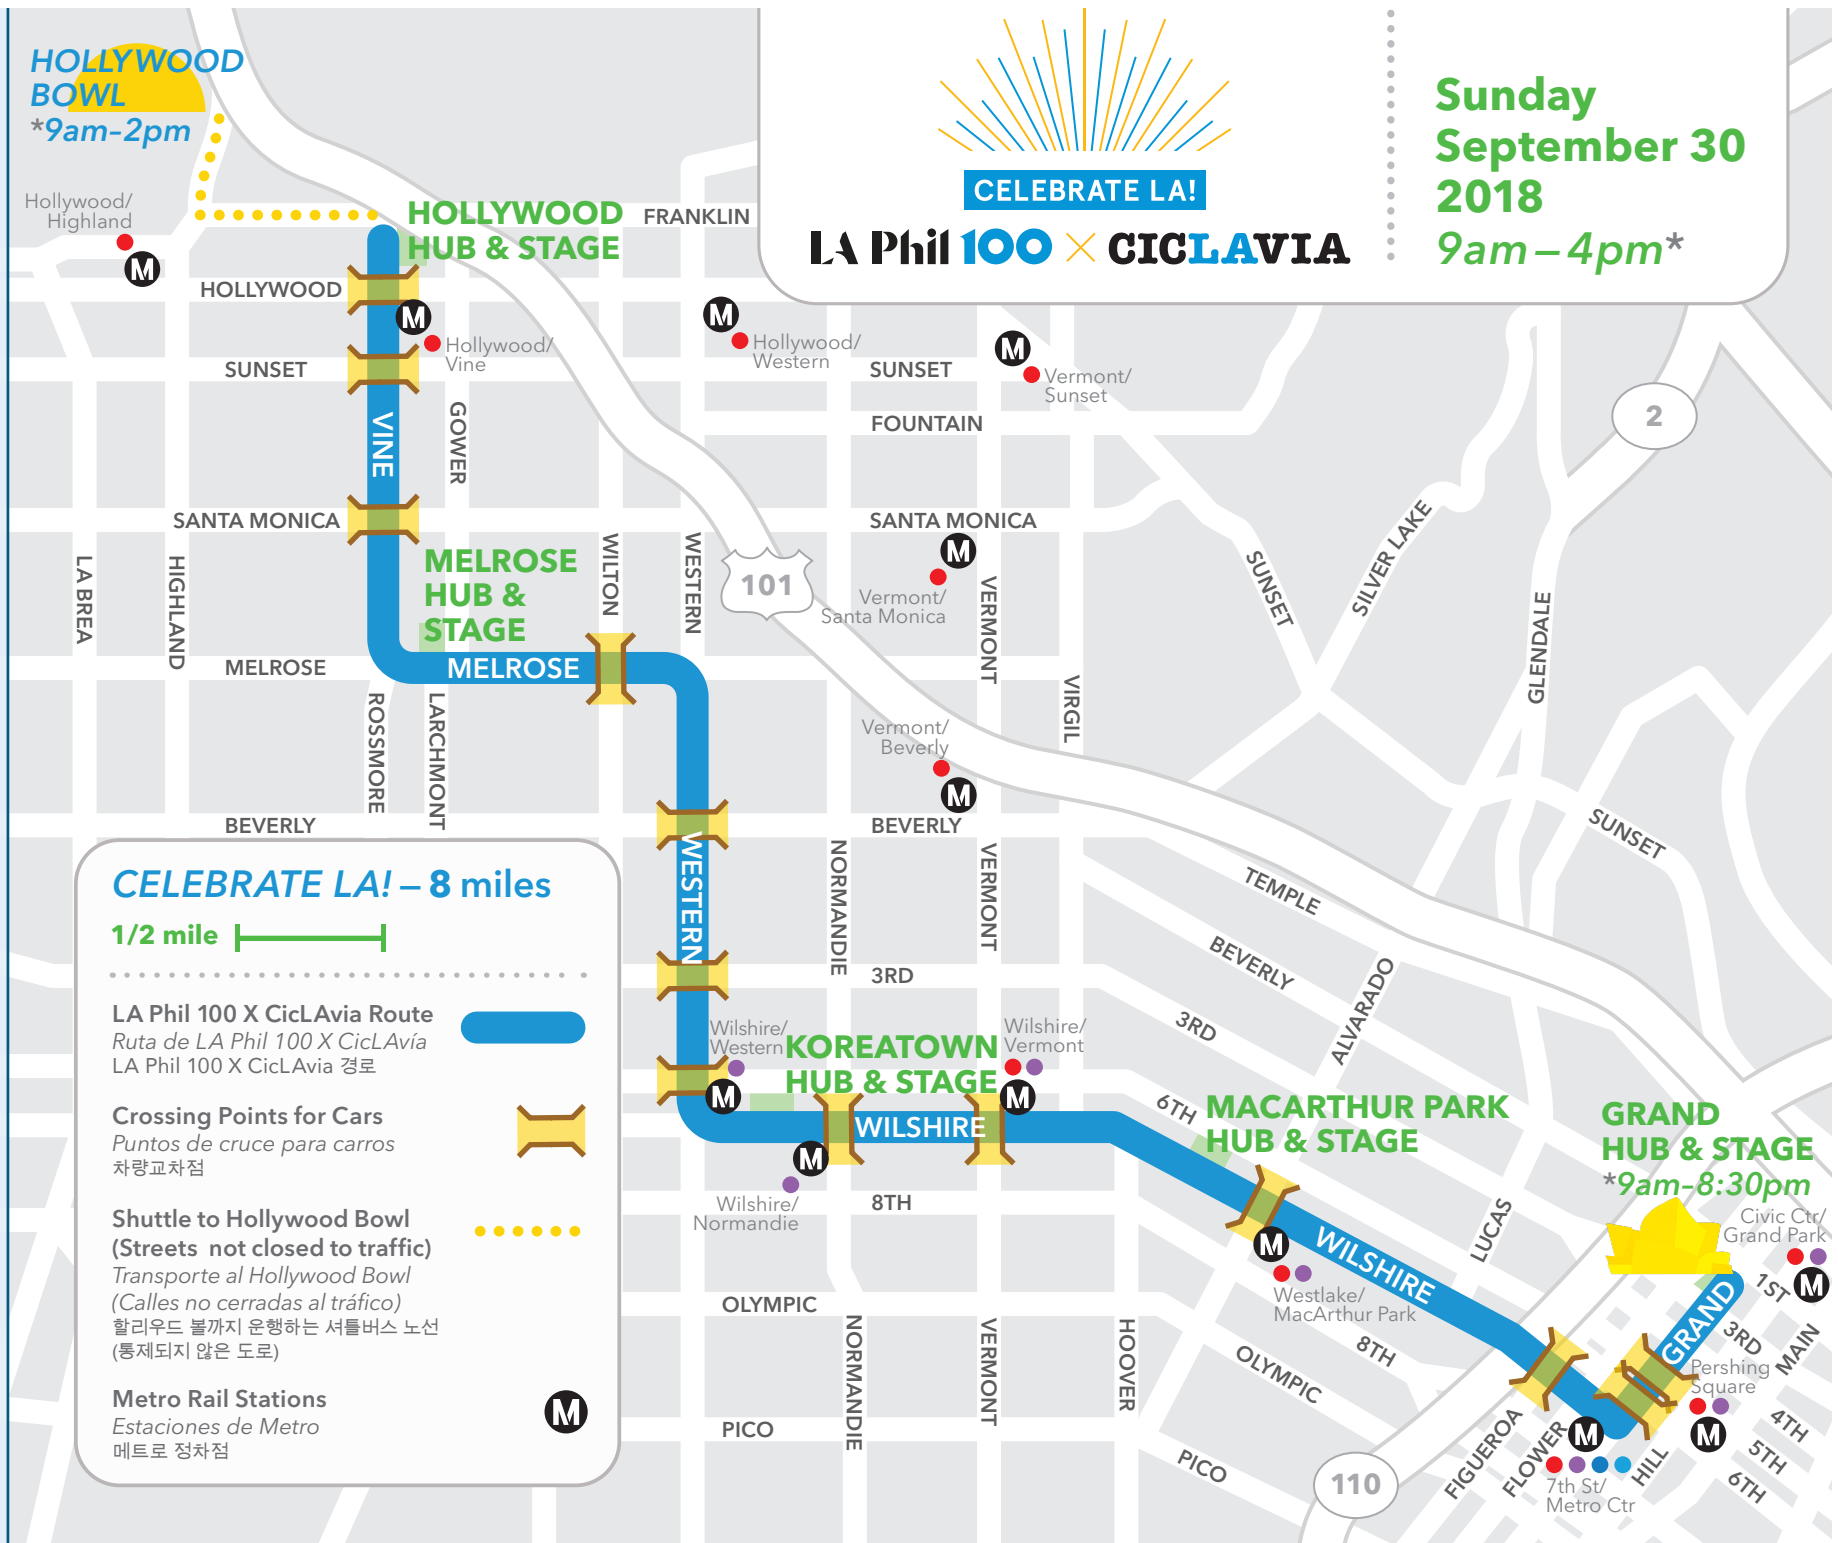 HOLLYWOOD
BOWL
*9am–2pm
CELEBRATE LA!
LA Phil 100 X CICLAVIA
Sunday
September 30
2018
9am – 4pm*
Hollywood/
Highland
M
HOLLYWOOD
HUB & STAGE
FRANKLIN
HOLLYWOOD
M
Hollywood/
Vine
M
Hollywood/
Western
M
Vermont/
Sunset
SUNSET
SUNSET
VINE
GOWER
FOUNTAIN
2
SANTA MONICA
SANTA MONICA
M
Vermont/
Santa Monica
LA BREA
HIGHLAND
MELROSE
HUB &
STAGE
WILTON
WESTERN
101
VERMONT
SUNSET
SILVER LAKE
GLENDALE
MELROSE
MELROSE
ROSSMORE
LARCHMONT
VIRGIL
Vermont/
Beverly
M
BEVERLY
BEVERLY
SUNSET
WESTERN
NORMANDIE
VERMONT
TEMPLE
BEVERLY
3RD
3RD
ALVARADO
CELEBRATE LA! – 8 miles
1/2 mile
LA Phil 100 X CicLAvia Route
Ruta de LA Phil 100 X CicLAvía
LA Phil 100 X CicLAvia 경로
Crossing Points for Cars
Puntos de cruce para carros
차량교차점
Shuttle to Hollywood Bowl
(Streets not closed to traffic)
Transporte al Hollywood Bowl
(Calles no cerradas al tráfico)
할리우드 볼까지 운행하는 셔틀버스 노선
(통제되지 않은 도로)
Metro Rail Stations
Estaciones de Metro
메트로 정차점
M
Wilshire/
Western
M
KOREATOWN
HUB & STAGE
Wilshire/
Vermont
M
WILSHIRE
M
Wilshire/
Normandie
6TH
MACARTHUR PARK
HUB & STAGE
GRAND
HUB & STAGE
*9am–8:30pm
8TH
M
Westlake/
MacArthur Park
WILSHIRE
LUCAS
Civic Ctr/
Grand Park
M
1ST
GRAND
3RD
MAIN
OLYMPIC
NORMANDIE
VERMONT
HOOVER
OLYMPIC
8TH
Pershing
Square
M
4TH
5TH
6TH
PICO
PICO
110
FIGUEROA
FLOWER
M
HILL
7th St/
Metro Ctr